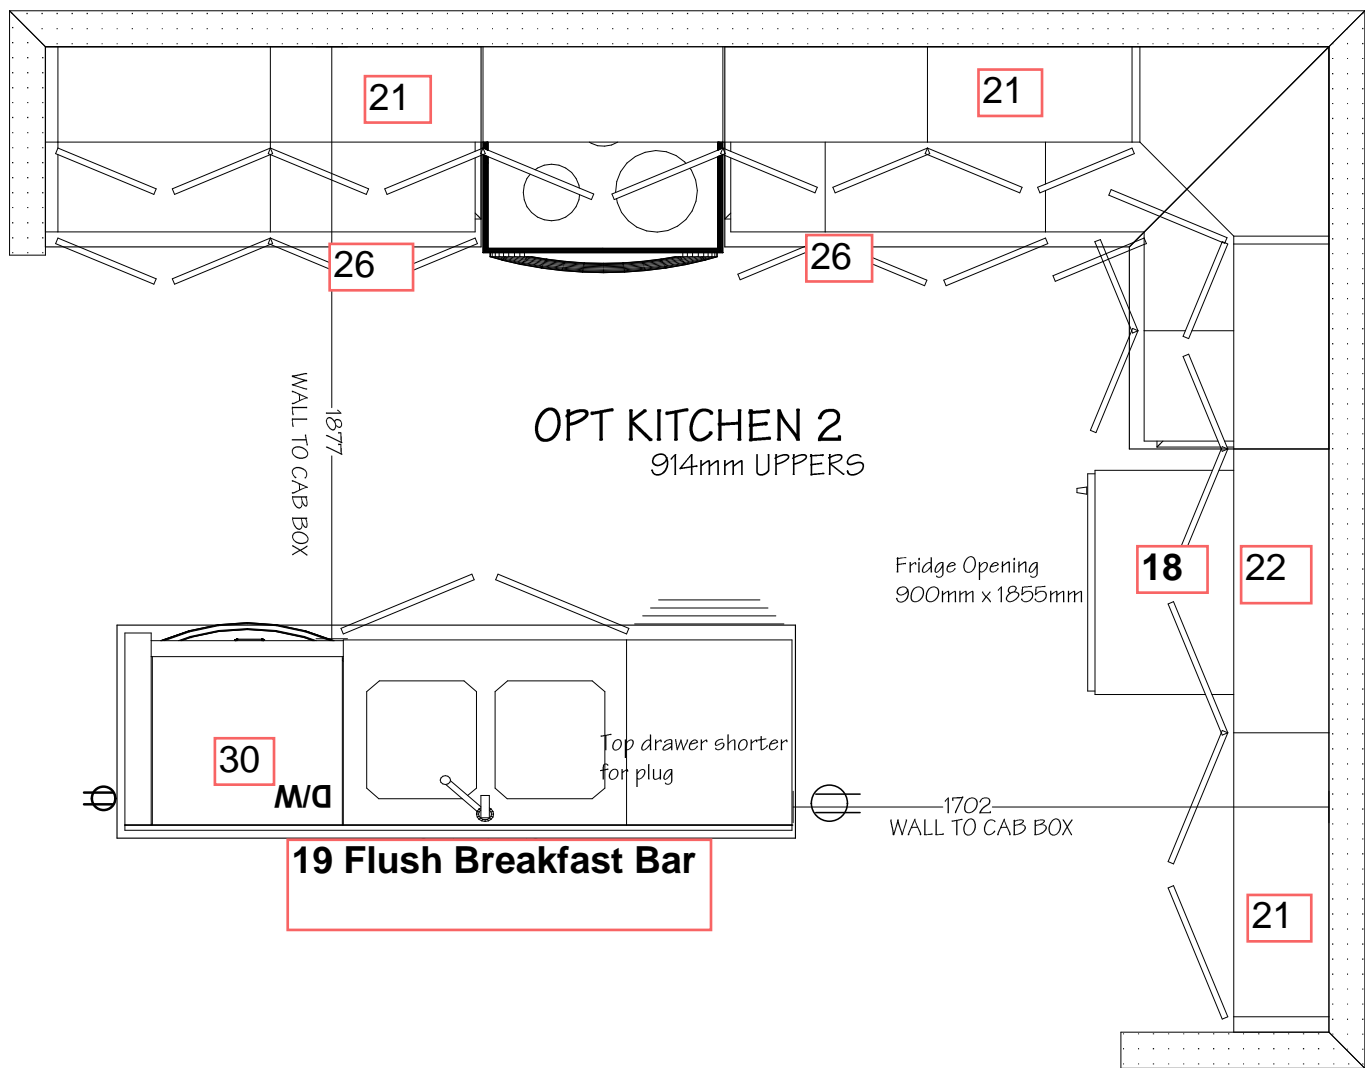 21
21
26
26
WALL TO CAB BOX
1877
OPT KITCHEN 2
914mm UPPERS
Fridge Opening
900mm x 1855mm
18
22
30
D/W
Top drawer shorter
for plug
1702
WALL TO CAB BOX
19 Flush Breakfast Bar
21